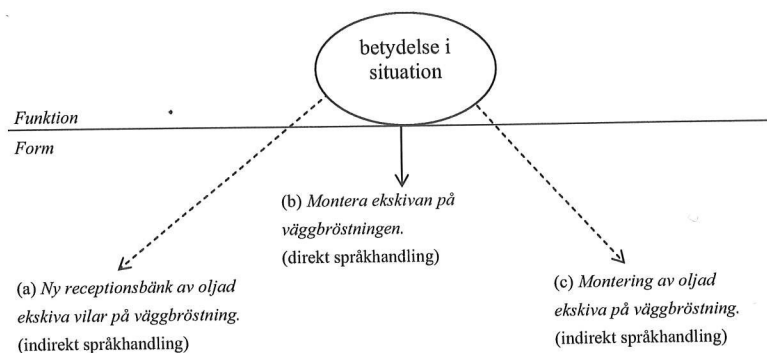 betydelse i
situation
Funktion
Form
(b) Montera ekskivan på
väggbröstningen.
(direkt språkhandling)
(a) Ny receptionsbänk av oljad
ekskiva vilar på väggbröstning.
(indirekt språkhandling)
(c) Montering av oljad
ekskiva på väggbröstning.
(indirekt språkhandling)